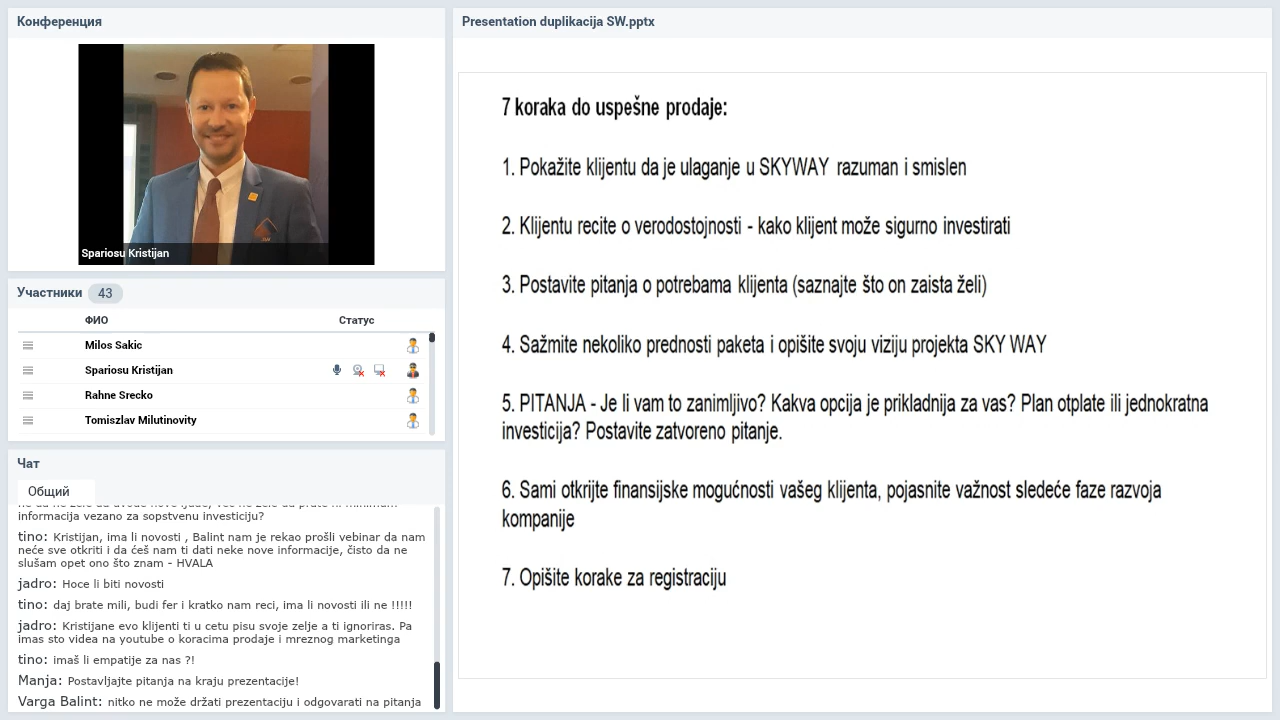 Конференция
Spariosu Kristijan
Участники 43
ФИО Статус
Milos Sakic
Spariosu Kristijan
Rahne Srecko
Tomiszlav Milutinovity
Чат
Общий
informacija vezano za sopstvenu investiciju?
tino: Kristijan, ima li novosti , Balint nam je rekao prošli vebinar da nam
neće sve otkriti i da ćeš nam ti dati neke nove informacije, čisto da ne
slušam opet ono što znam - HVALA
jadro: Hoce li biti novosti
tino: daj brate mili, budi fer i kratko nam reci, ima li novosti ili ne !!!!!
jadro: Kristijane evo klijenti ti u cetu pisu svoje zelje a ti ignoriras. Pa
imas sto videa na youtube o koracima prodaje i mreznog marketinga
tino: imaš li empatije za nas ?!
Manja: Postavljajte pitanja na kraju prezentacije!
Varga Balint: nitko ne može držati prezentaciju i odgovarati na pitanja
Presentation duplikacija SW.pptx
7 koraka do uspešne prodaje:
1. Pokažite klijentu da je ulaganje u SKYWAY razuman i smislen
2. Klijentu recite o verodostojnosti - kako klijent može sigurno investirati
3. Postavite pitanja o potrebama klijenta (saznajte što on zaista želi)
4. Sažmite nekoliko prednosti paketa i opišite svoju viziju projekta SKY WAY
5. PITANJA - Je li vam to zanimljivo? Kakva opcija je prikladnija za vas? Plan otplate ili jednokratna
investicija? Postavite zatvoreno pitanje.
6. Sami otkrijte finansijske mogućnosti vašeg klijenta, pojasnite važnost sledeće faze razvoja
kompanije
7. Opišite korake za registraciju